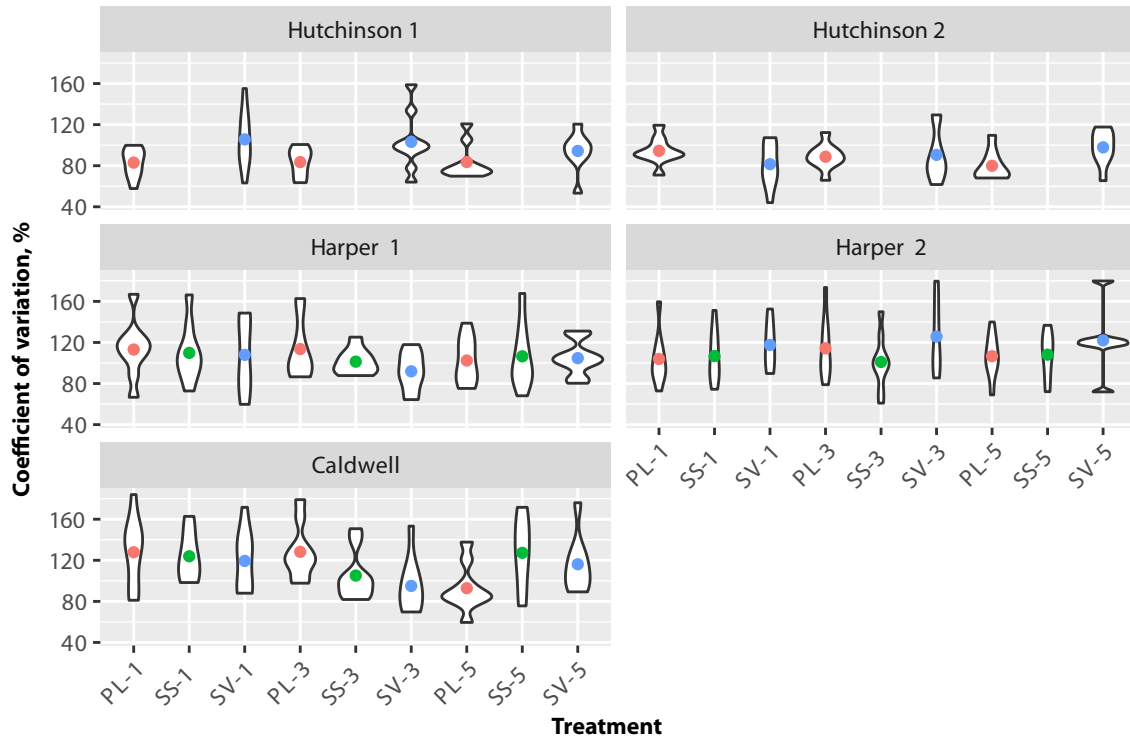 Hutchinson 1
Hutchinson 2
160
120
80
40
Harper 1
Harper 2
160
120
80
40
PL-1 SS-1 SV-1 PL-3 SS-3 SV-3 PL-5 SS-5 SV-5
Caldwell
160
120
80
40
PL-1 SS-1 SV-1 PL-3 SS-3 SV-3 PL-5 SS-5 SV-5
Coefficient of variation, %
Treatment